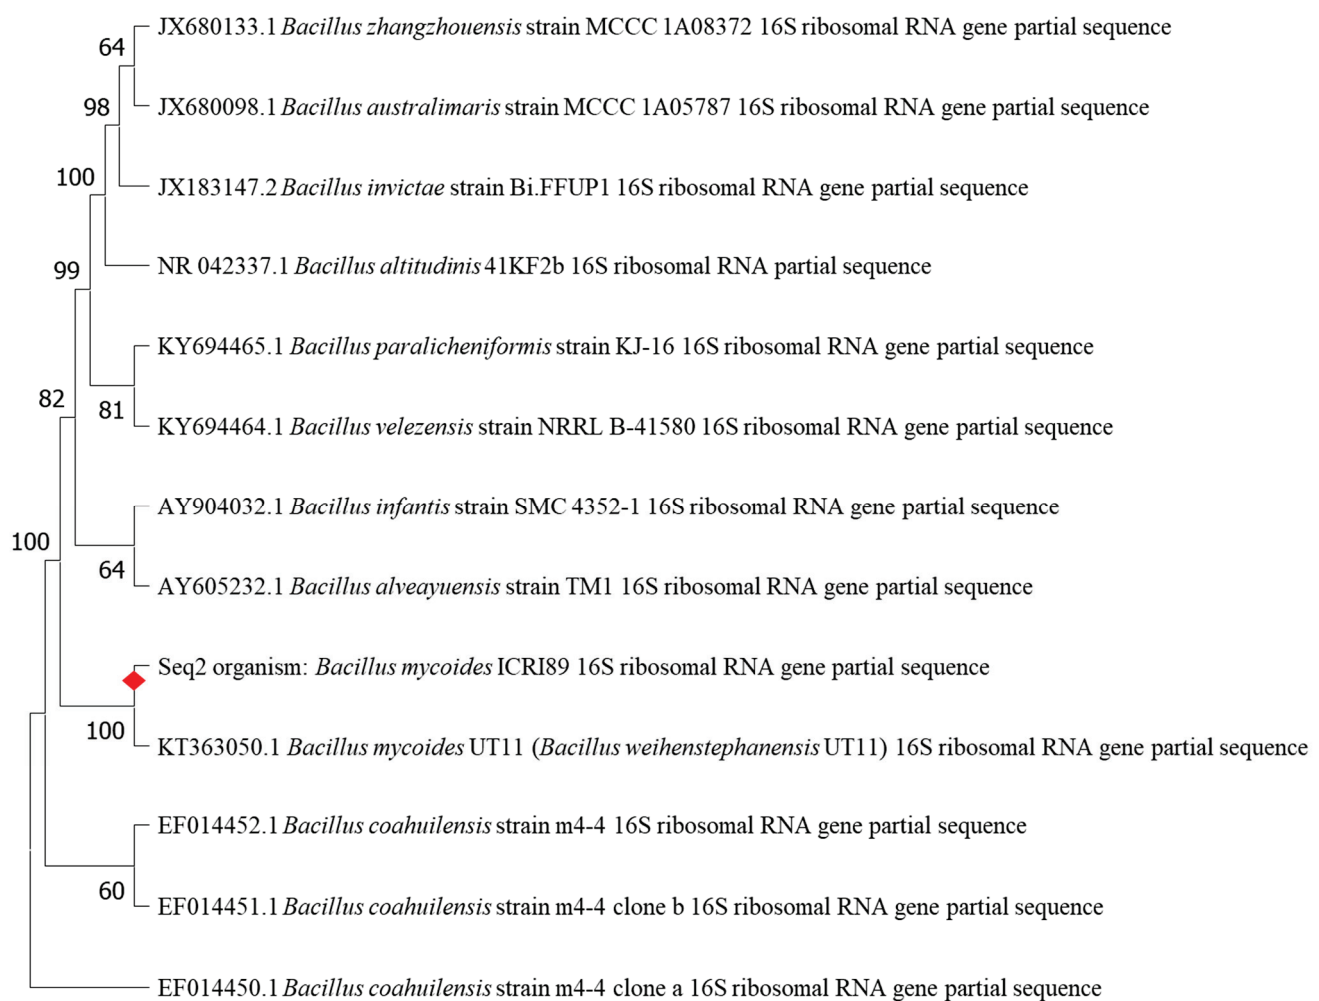 JX680133.1 Bacillus zhangzhouensis strain MCCC 1A08372 16S ribosomal RNA gene partial sequence
64
98
JX680098.1 Bacillus australimaris strain MCCC 1A05787 16S ribosomal RNA gene partial sequence
100
JX183147.2 Bacillus invictae strain Bi.FFUP1 16S ribosomal RNA gene partial sequence
99
NR 042337.1 Bacillus altitudinis 41KF2b 16S ribosomal RNA partial sequence
KY694465.1 Bacillus paralicheniformis strain KJ-16 16S ribosomal RNA gene partial sequence
82
81
KY694464.1 Bacillus velezensis strain NRRL B-41580 16S ribosomal RNA gene partial sequence
AY904032.1 Bacillus infantis strain SMC 4352-1 16S ribosomal RNA gene partial sequence
100
64
AY605232.1 Bacillus alveayuensis strain TM1 16S ribosomal RNA gene partial sequence
Seq2 organism: Bacillus mycoides ICRI89 16S ribosomal RNA gene partial sequence
100
KT363050.1 Bacillus mycoides UT11 (Bacillus weihenstephanensis UT11) 16S ribosomal RNA gene partial sequence
EF014452.1 Bacillus coahuilensis strain m4-4 16S ribosomal RNA gene partial sequence
60
EF014451.1 Bacillus coahuilensis strain m4-4 clone b 16S ribosomal RNA gene partial sequence
EF014450.1 Bacillus coahuilensis strain m4-4 clone a 16S ribosomal RNA gene partial sequence